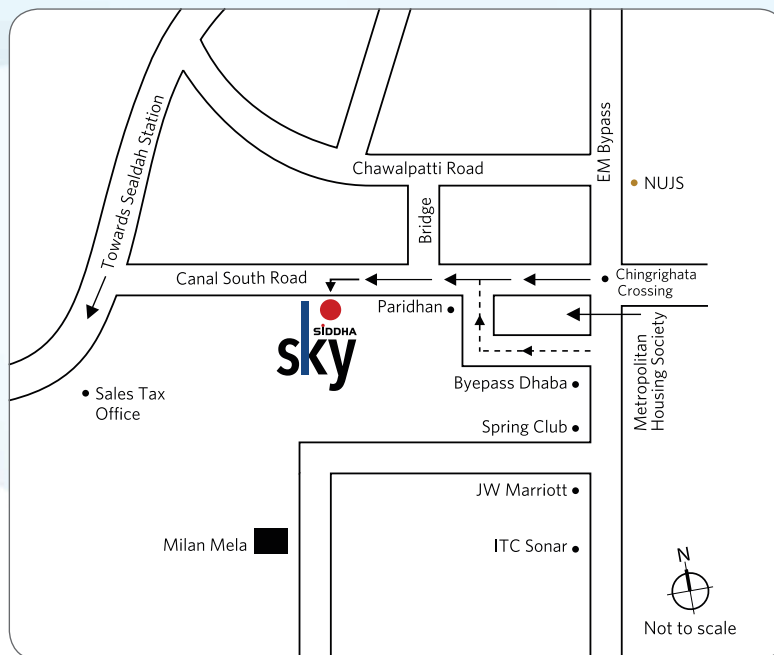 Towards Sealdah Station
Chawalpatti Road
EM Bypass
NUJS
Bridge
Canal South Road
Chingrighata
Crossing
Paridhan
SIDDHA
sky
Metropolitan
Housing Society
Byepass Dhaba
Sales Tax
Office
Spring Club
JW Marriott
Milan Mela
ITC Sonar
N
Not to scale